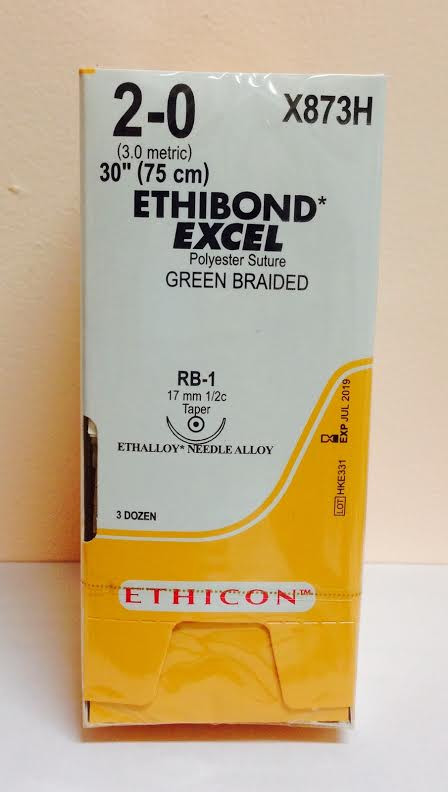 2-0
X873H
(3.0 metric)
30" (75 cm)
ETHIBOND*
EXCEL
Polyester Suture
GREEN BRAIDED
RB-1
17 mm 1/2c
Taper
ETHALLOY* NEEDLE ALLOY
EXP JUL 2019
LOT HKE331
3 DOZEN
ETHICON™